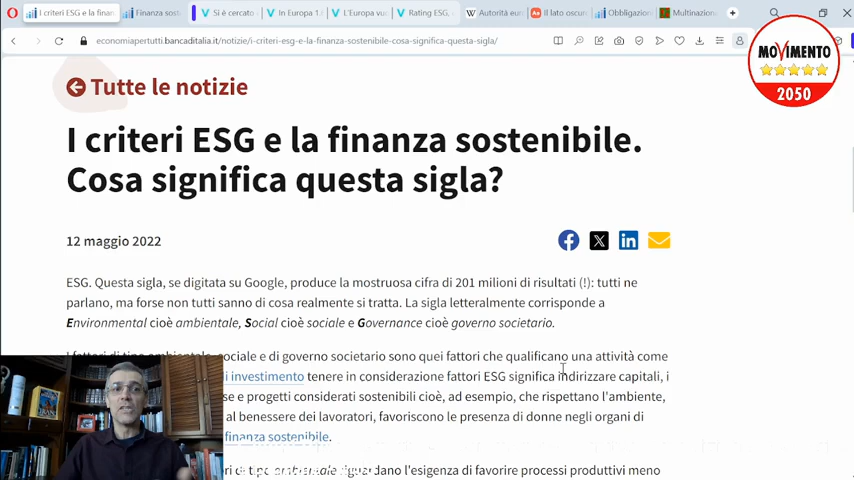 I criteri ESG e la finan
Finanza sost
Si è cercato
In Europa 1.
L'Europa vuo
Rating ESG,
Autorità eur
Il lato oscur
Obbligazion
Multinazion
economiapertutti.bancaditalia.it/notizie/i-criteri-esg-e-la-finanza-sostenibile-cosa-significa-questa-sigla/
MOVIMENTO
2050
Tutte le notizie
I criteri ESG e la finanza sostenibile.
Cosa significa questa sigla?
12 maggio 2022
ESG. Questa sigla, se digitata su Google, produce la mostruosa cifra di 201 milioni di risultati (!): tutti ne
parlano, ma forse non tutti sanno di cosa realmente si tratta. La sigla letteralmente corrisponde a
Environmental cioè ambientale, Social cioè sociale e Governance cioè governo societario.
sociale e di governo societario sono quei fattori che qualificano una attività come
i investimento tenere in considerazione fattori ESG significa indirizzare capitali, i
se e progetti considerati sostenibili cioè, ad esempio, che rispettano l'ambiente,
al benessere dei lavoratori, favoriscono le presenza di donne negli organi di
finanza sostenibile.
l'esigenza di favorire processi produttivi meno